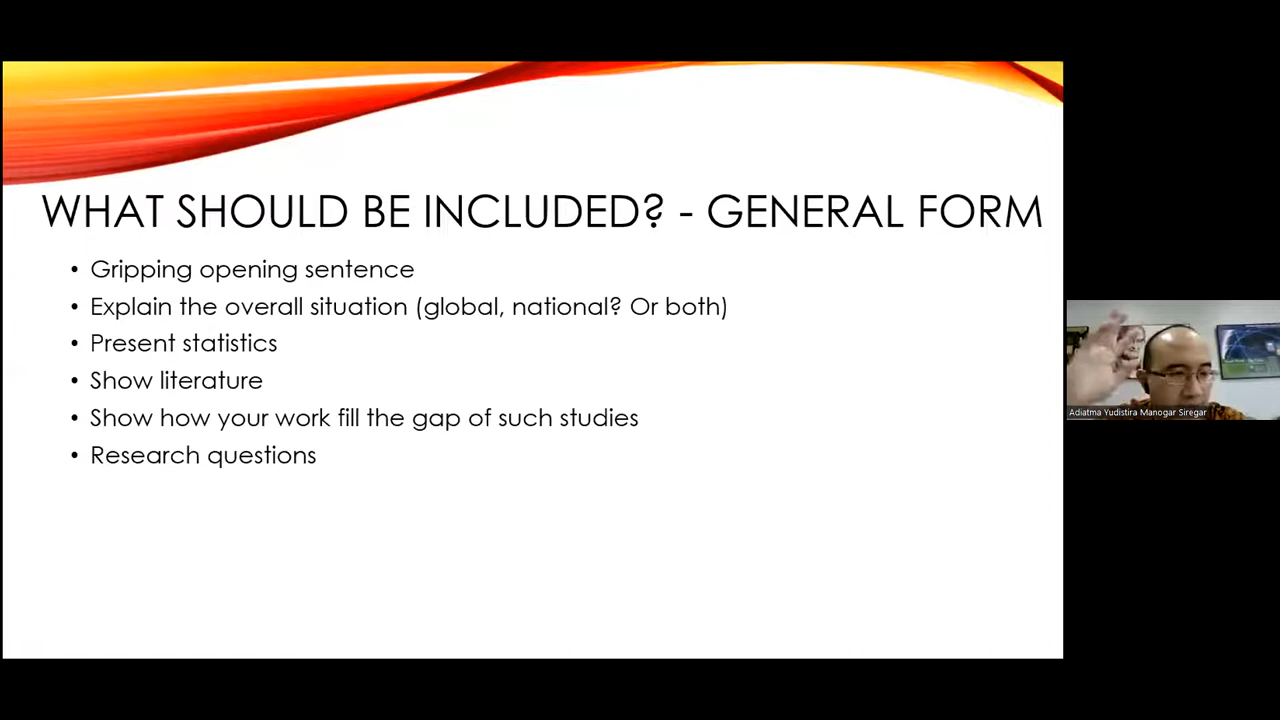 WHAT SHOULD BE INCLUDED? - GENERAL FORM
• Gripping opening sentence
• Explain the overall situation (global, national? Or both)
• Present statistics
• Show literature
• Show how your work fill the gap of such studies
• Research questions
Adiatma Yudistira Manogar Siregar